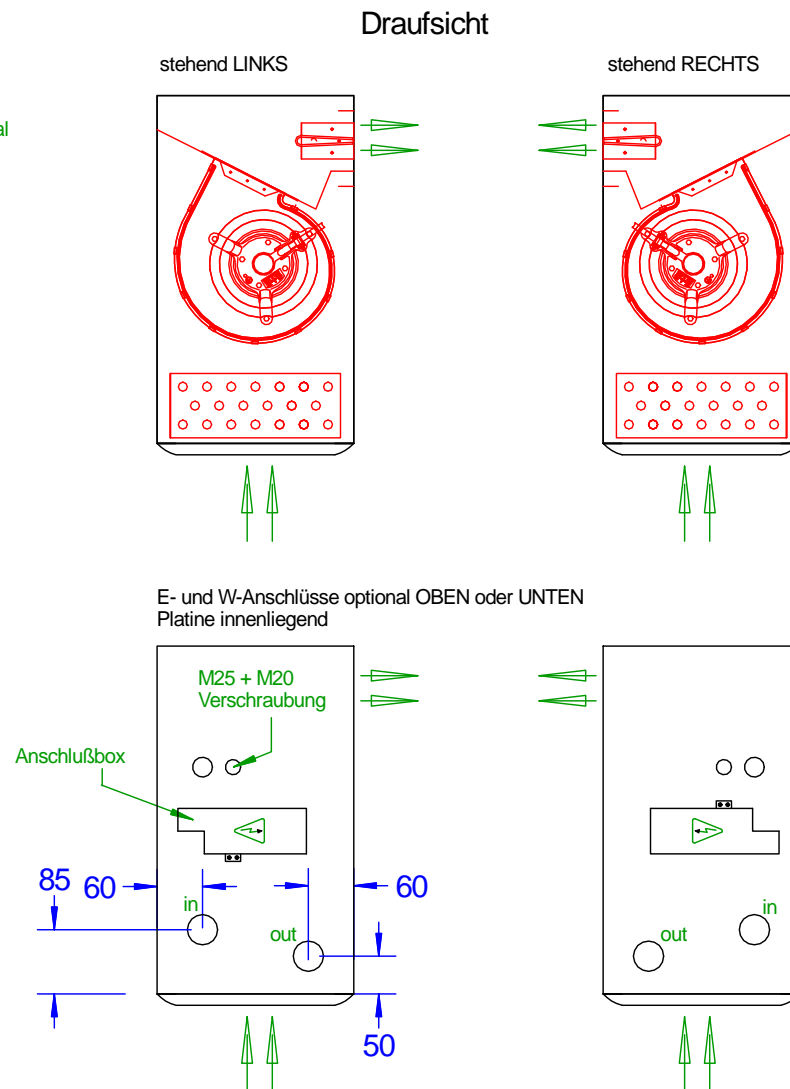 Draufsicht
stehend LINKS
stehend RECHTS
al
E- und W-Anschlüsse optional OBEN oder UNTEN
Platine innenliegend
M25 + M20
Verschraubung
Anschlußbox
85
60
60
in
out
50
in
out